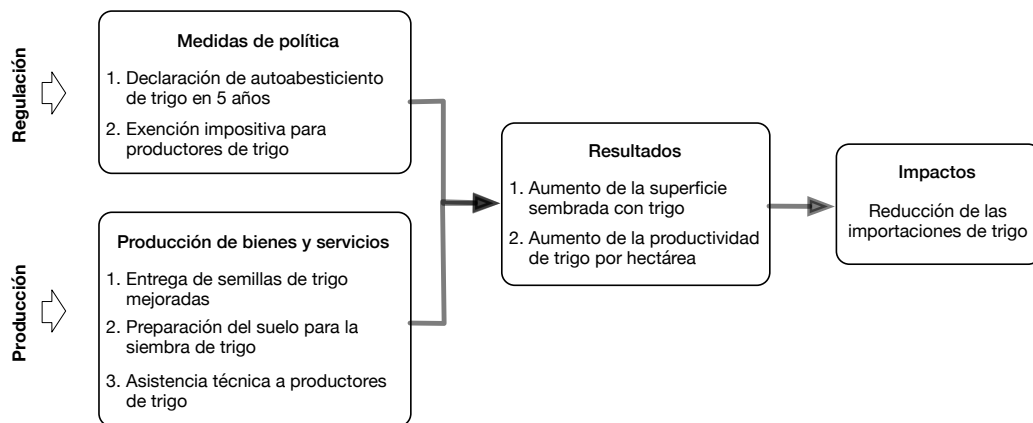 Regulación
Medidas de política
1. Declaración de autoabesticiento
de trigo en 5 años
2. Exención impositiva para
productores de trigo
Producción
Producción de bienes y servicios
1. Entrega de semillas de trigo
mejoradas
2. Preparación del suelo para la
siembra de trigo
3. Asistencia técnica a productores
de trigo
Resultados
1. Aumento de la superficie
sembrada con trigo
2. Aumento de la productividad
de trigo por hectárea
Impactos
Reducción de las
importaciones de trigo